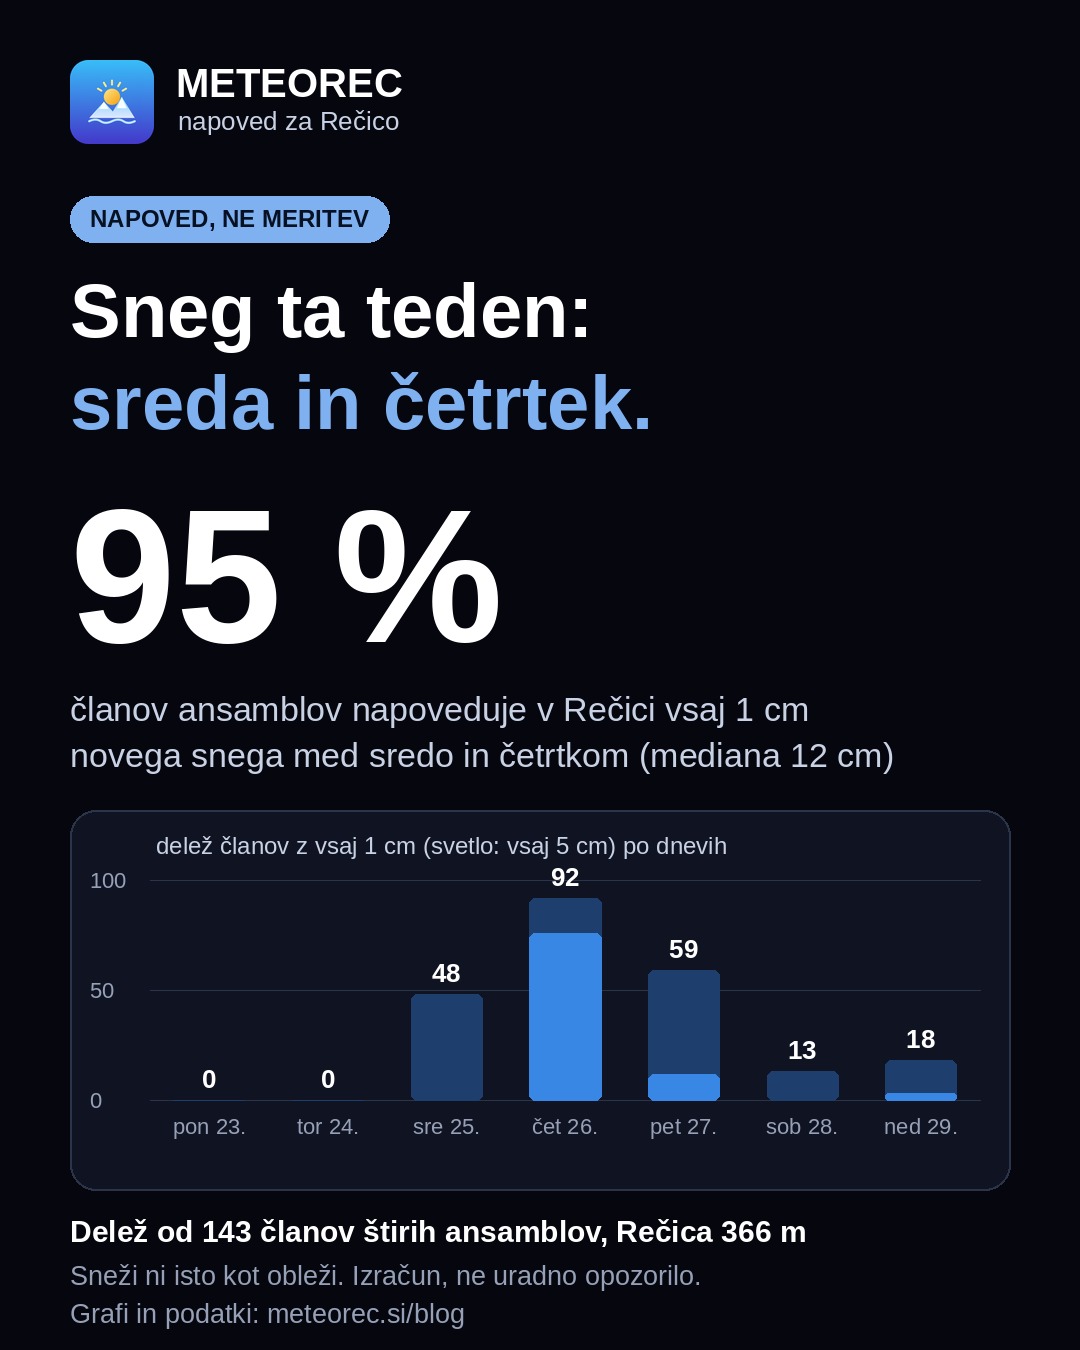 METEOREC
napoved za Rečico
NAPOVED, NE MERITEV
Sneg ta teden:
sreda in četrtek.
95 %
članov ansamblov napoveduje v Rečici vsaj 1 cm
novega snega med sredo in četrtkom (mediana 12 cm)
delež članov z vsaj 1 cm (svetlo: vsaj 5 cm) po dnevih
100
50
0
0
0
48
92
59
13
18
pon 23.
tor 24.
sre 25.
čet 26.
pet 27.
sob 28.
ned 29.
Delež od 143 članov štirih ansamblov, Rečica 366 m
Sneži ni isto kot obleži. Izračun, ne uradno opozorilo.
Grafi in podatki: meteorec.si/blog